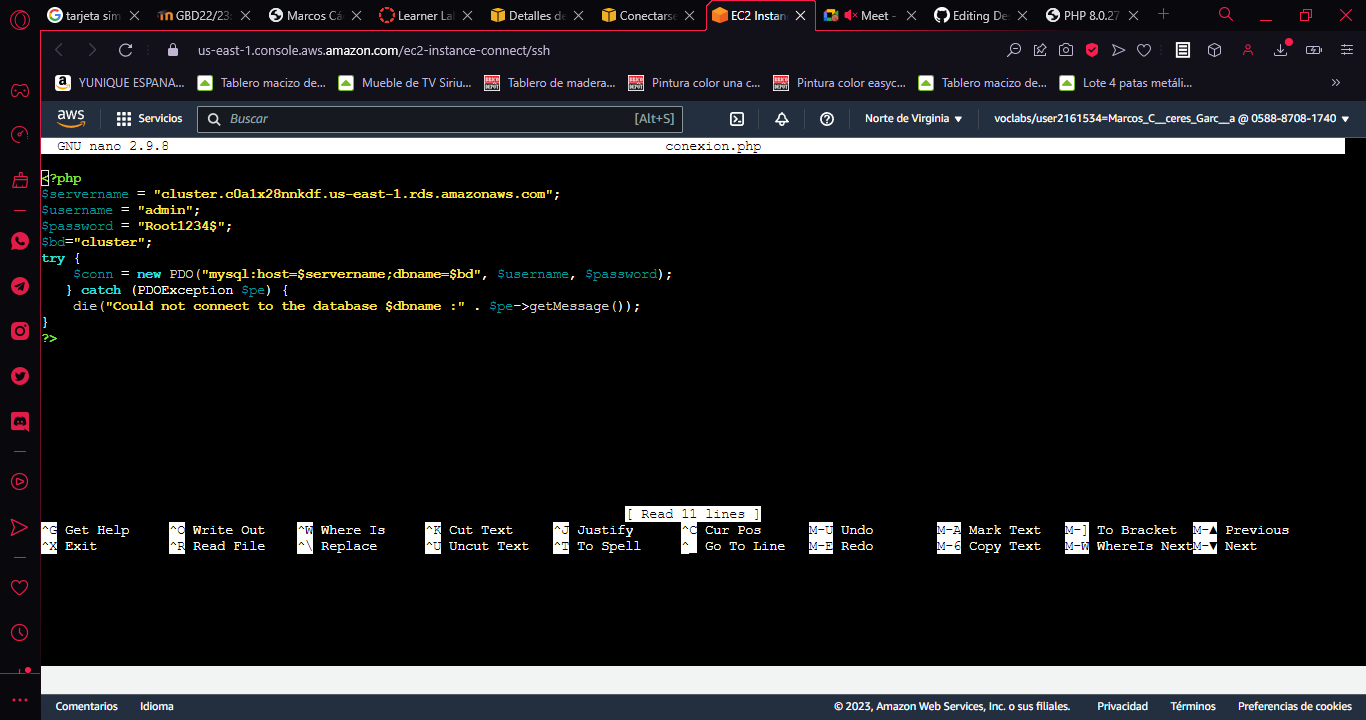 tarjeta sim
GBD22/23:
Marcos Cá
Learner La
Detalles de
Conectarse
EC2 Instan
Meet -
Editing De
PHP 8.0.27
us-east-1.console.aws.amazon.com/ec2-instance-connect/ssh
YUNIQUE ESPANA...
Tablero macizo de...
Mueble de TV Siriu...
Tablero de madera...
Pintura color una c...
Pintura color easyc...
Tablero macizo de...
Lote 4 patas metáli...
aws
Servicios
Buscar
[Alt+S]
Norte de Virginia
voclabs/user2161534=Marcos_C__ceres_Garc__a @ 0588-8708-1740
GNU nano 2.9.8 conexion.php
<?php
$servername = "cluster.c0a1x28nnkdf.us-east-1.rds.amazonaws.com";
$username = "admin";
$password = "Root1234$";
$bd="cluster";
try {
    $conn = new PDO("mysql:host=$servername;dbname=$bd", $username, $password);
   } catch (PDOException $pe) {
    die("Could not connect to the database $dbname :" . $pe->getMessage());
}
?>
[ Read 11 lines ]
^G Get Help ^O Write Out ^W Where Is ^K Cut Text ^J Justify ^C Cur Pos M-U Undo M-A Mark Text M-] To Bracket M-▲ Previous
^X Exit ^R Read File ^\ Replace ^U Uncut Text ^T To Spell ^_ Go To Line M-E Redo M-6 Copy Text M-W WhereIs Next M-▼ Next
Comentarios
Idioma
© 2023, Amazon Web Services, Inc. o sus filiales.
Privacidad
Términos
Preferencias de cookies